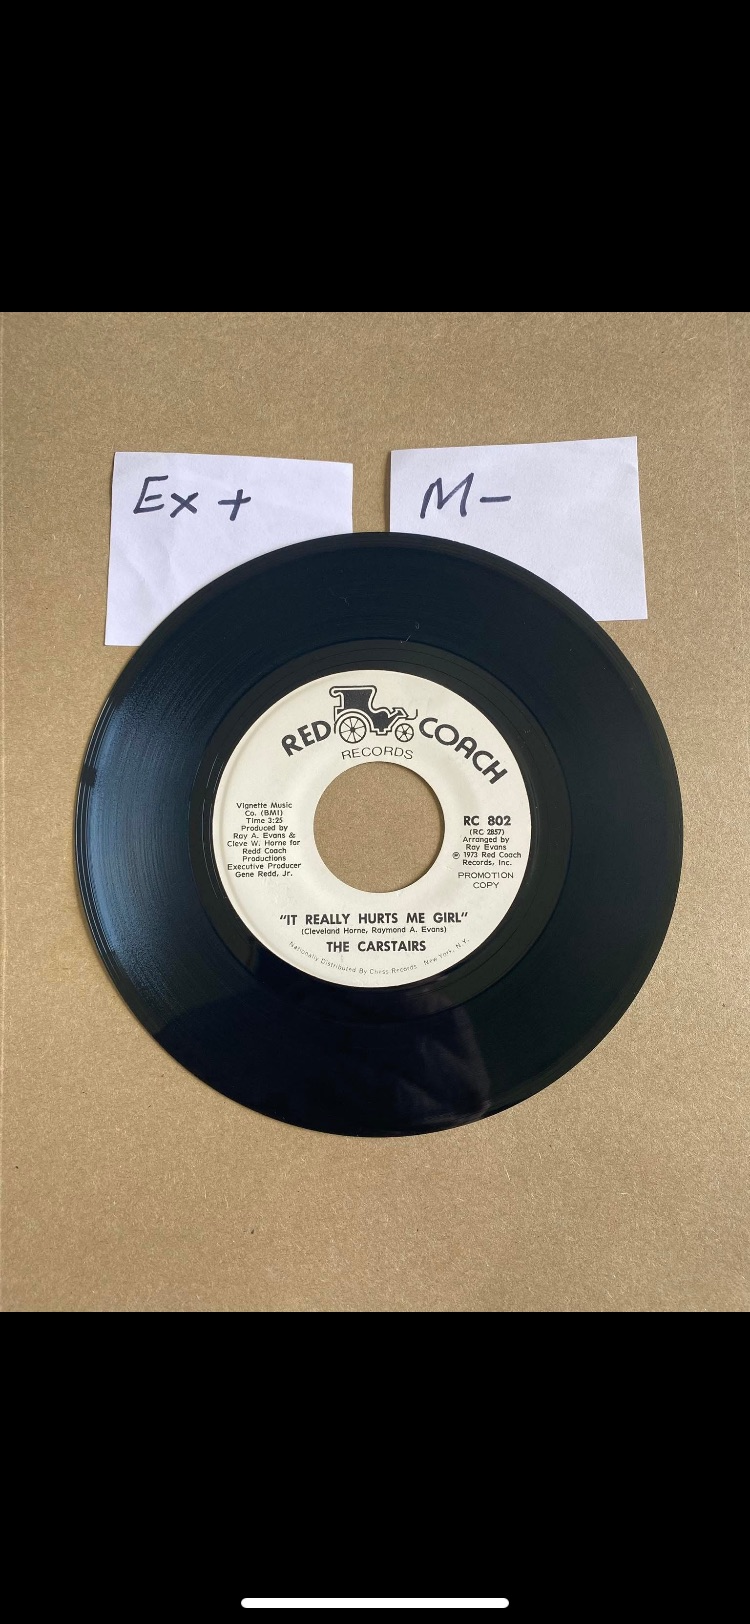 Ex +
M-
RED COACH
RECORDS
Vignette Music
Co. (BMI)
Time 3:25
Produced by
Ray A. Evans &
Cleve W. Horne for
Redd Coach
Productions
Executive Producer
Gene Redd, Jr.
RC 802
(RC 2857)
Arranged by
Ray Evans
℗ 1973 Red Coach
Records, Inc.
PROMOTION
COPY
"IT REALLY HURTS ME GIRL"
(Cleveland Horne, Raymond A. Evans)
THE CARSTAIRS
Nationally Distributed By Chess Records New York, N.Y.